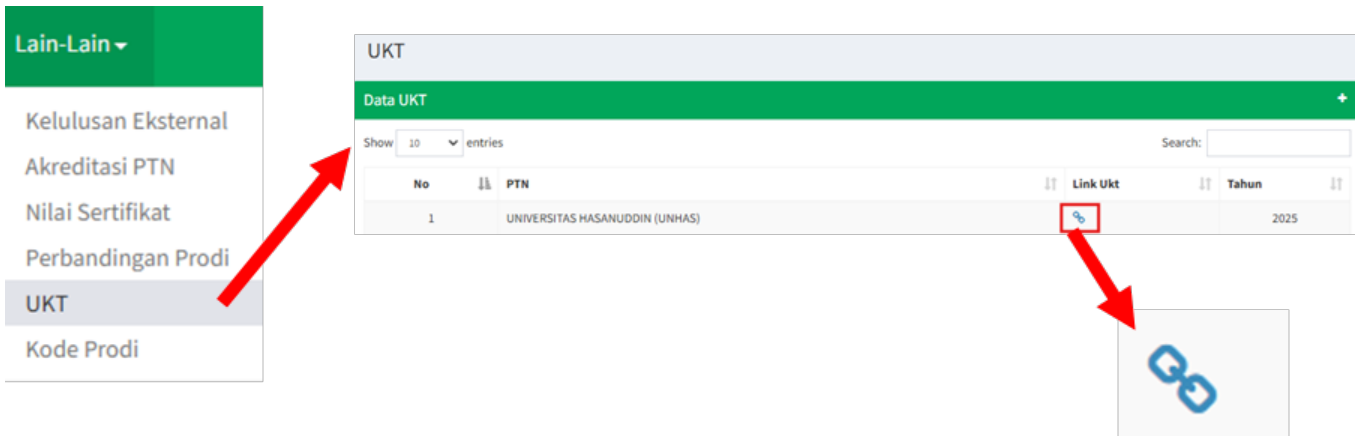 Lain-Lain
Kelulusan Eksternal
Akreditasi PTN
Nilai Sertifikat
Perbandingan Prodi
UKT
Kode Prodi
UKT
Data UKT +
Show 10 entries Search:
No PTN Link Ukt Tahun
1 UNIVERSITAS HASANUDDIN (UNHAS) 2025